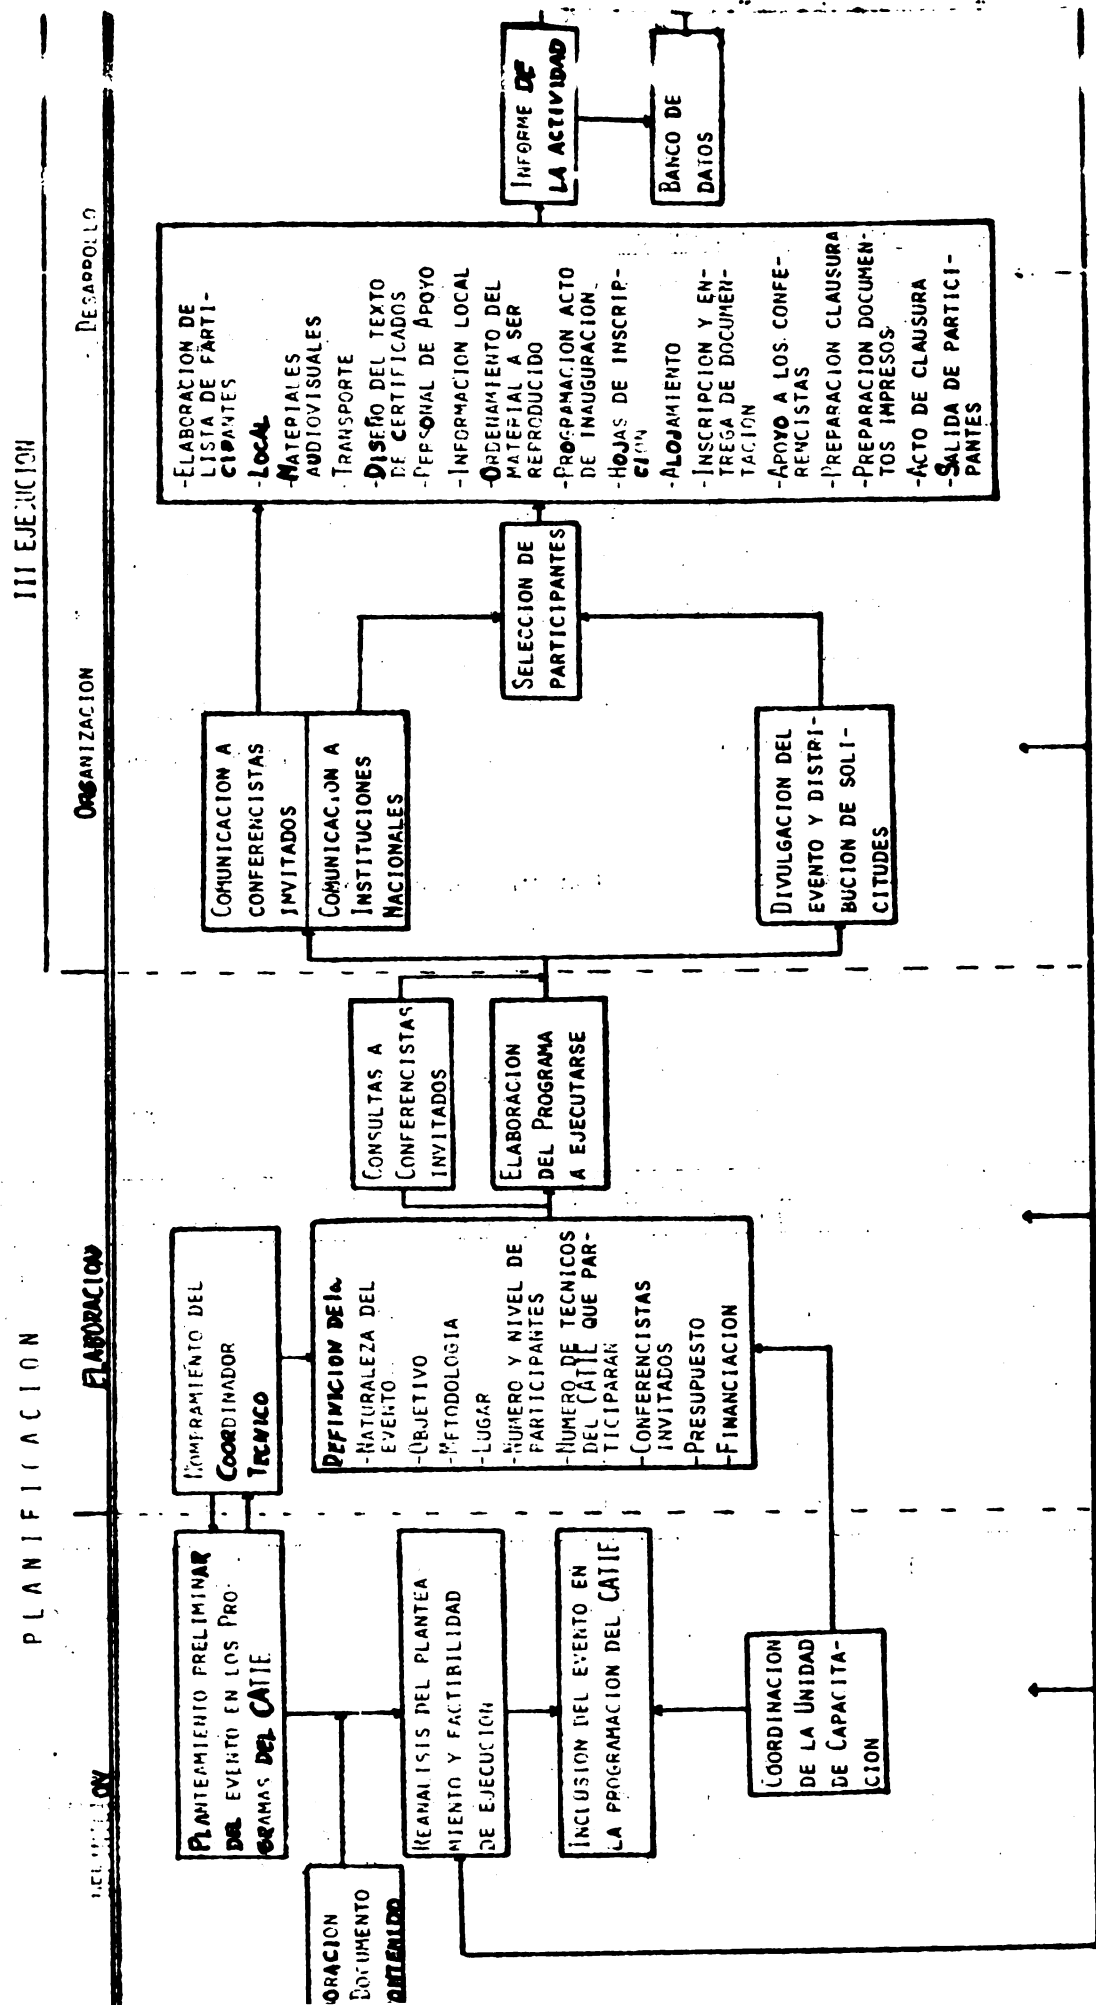 PLANIFICACION
III EJECUCION
ELABORACION
ORGANIZACION
DESARROLLO
ORACION
DOCUMENTO
CONTENIDO
PLANTEAMIENTO PRELIMINAR
DEL EVENTO EN LOS PRO-
GRAMAS DEL CATIE
REANALISIS DEL PLANTEA
MIENTO Y FACTIBILIDAD
DE EJECUCION
INCLUSION DEL EVENTO EN
LA PROGRAMACION DEL CATIE
COORDINACION
DE LA UNIDAD
DE CAPACITA-
CION
NOMBRAMIENTO DEL
COORDINADOR
TECNICO
DEFINICION DE la
-NATURALEZA DEL
EVENTO
-OBJETIVO
-METODOLOGIA
-LUGAR
-NUMERO Y NIVEL DE
PARTICIPANTES
-NUMERO DE TECNICOS
DEL CATIE QUE PAR-
TICIPARAN
-CONFERENCISTAS
INVITADOS
-PRESUPUESTO
-FINANCIACION
CONSULTAS A
CONFERENCISTAS
INVITADOS
ELABORACION
DEL PROGRAMA
A EJECUTARSE
COMUNICACION A
CONFERENCISTAS
INVITADOS
COMUNICACION A
INSTITUCIONES
NACIONALES
DIVULGACION DEL
EVENTO Y DISTRI-
BUCION DE SOLI-
CITUDES
SELECCION DE
PARTICIPANTES
-ELABORACION DE
LISTA DE PARTI-
CIPANTES
-LOCAL
-MATERIALES
AUDIOVISUALES
-TRANSPORTE
-DISEÑO DEL TEXTO
DE CERTIFICADOS
-PERSONAL DE APOYO
-INFORMACION LOCAL
-ORDENAMIENTO DEL
MATERIAL A SER
REPRODUCIDO
-PROGRAMACION ACTO
DE INAUGURACION
-HOJAS DE INSCRIP-
CION
-ALOJAMIENTO
-INSCRIPCION Y EN-
TREGA DE DOCUMEN-
TACION
-APOYO A LOS CONFE-
RENCISTAS
-PREPARACION CLAUSURA
-PREPARACION DOCUMEN-
TOS IMPRESOS
-ACTO DE CLAUSURA
-SALIDA DE PARTICI-
PANTES
INFORME DE
LA ACTIVIDAD
BANCO DE
DATOS